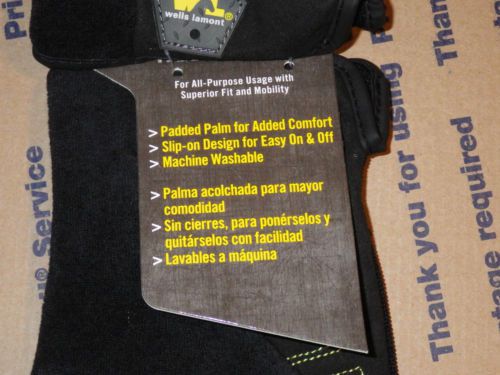 wells lamont®
For All-Purpose Usage with
Superior Fit and Mobility
> Padded Palm for Added Comfort
> Slip-on Design for Easy On & Off
> Machine Washable
> Palma acolchada para mayor
comodidad
> Sin cierres, para ponérselos y
quitárselos con facilidad
> Lavables a máquina
Service
Thank you for using
required